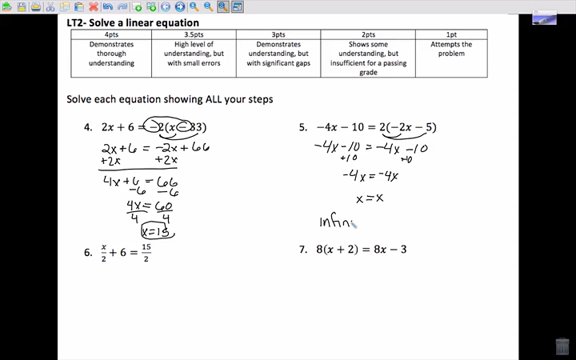 LT2- Solve a linear equation
4pts 3.5pts 3pts 2pts 1pt
Demonstrates thorough understanding
High level of understanding, but with small errors
Demonstrates understanding, but with significant gaps
Shows some understanding, but insufficient for a passing grade
Attempts the problem
Solve each equation showing ALL your steps
4. 2x + 6 = −2(x − 33)
2x+6 = -2x+66
+2x +2x
4x+6 = 66
-6 -6
4x = 60
4 4
x=15
5. −4x − 10 = 2(−2x − 5)
-4x-10 = -4x-10
+10 +10
-4x = -4x
x = x
Infini
6. x/2 + 6 = 15/2
7. 8(x + 2) = 8x − 3